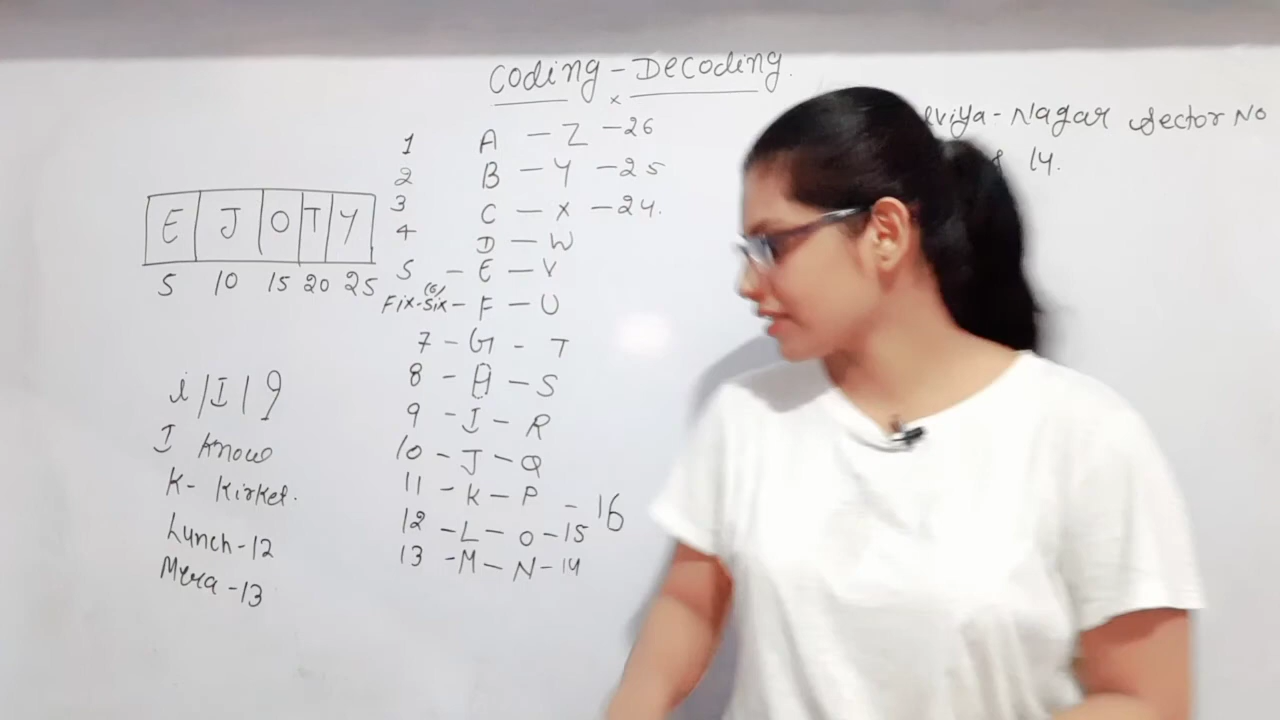 Coding - Decoding.
x
1 A - Z - 26
2 B - Y - 25
3 C - X - 24.
4 D - W
5 - E - V
Fix-Six (6) - F - U
7 - G - T
8 - H - S
9 - I - R
10 - J - Q
11 - K - P - 16
12 - L - O - 15
13 - M - N - 14
E J O T Y
5 10 15 20 25
i / I / 9
I know
K - Kirket.
Lunch - 12
Mera - 13
Nagar Sector No
14.